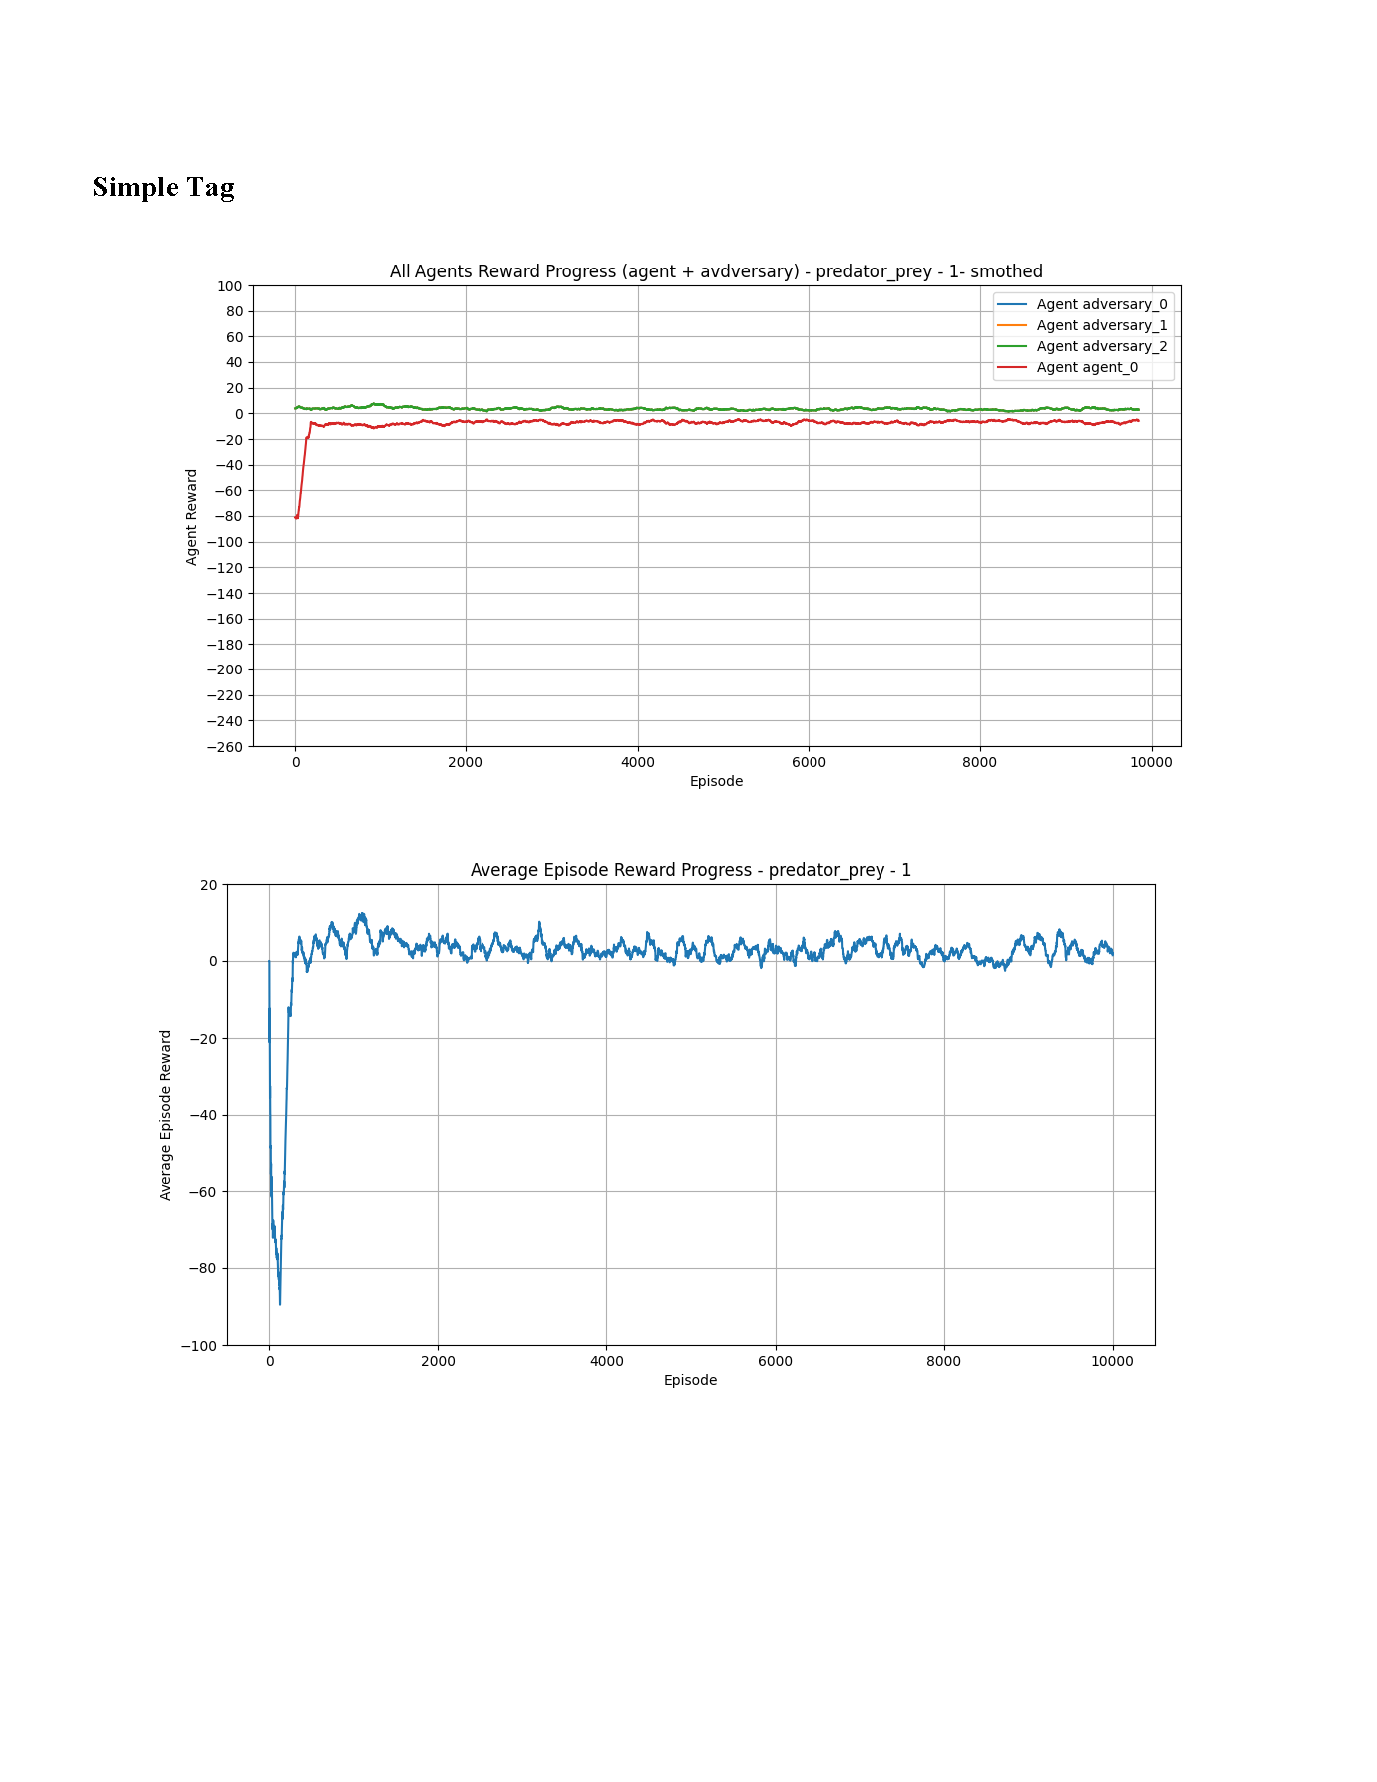 Simple Tag
All Agents Reward Progress (agent + avdversary) - predator_prey - 1- smothed
100
80
60
40
20
0
−20
−40
−60
−80
−100
−120
−140
−160
−180
−200
−220
−240
−260
Agent Reward
Agent adversary_0
Agent adversary_1
Agent adversary_2
Agent agent_0
0 2000 4000 6000 8000 10000
Episode
Average Episode Reward Progress - predator_prey - 1
20
0
−20
−40
−60
−80
−100
Average Episode Reward
0 2000 4000 6000 8000 10000
Episode